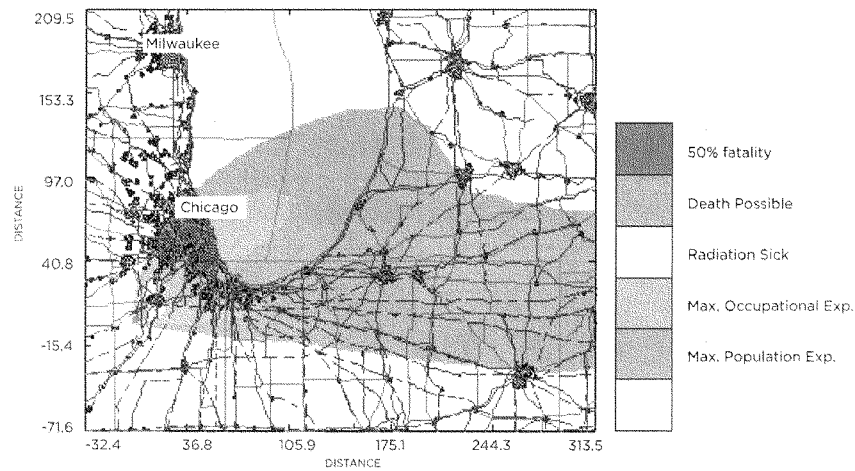 209.5
153.3
97.0
40.8
-15.4
-71.6
DISTANCE
Milwaukee
Chicago
-32.4 36.8 105.9 175.1 244.3 313.5
DISTANCE
50% fatality
Death Possible
Radiation Sick
Max. Occupational Exp.
Max. Population Exp.